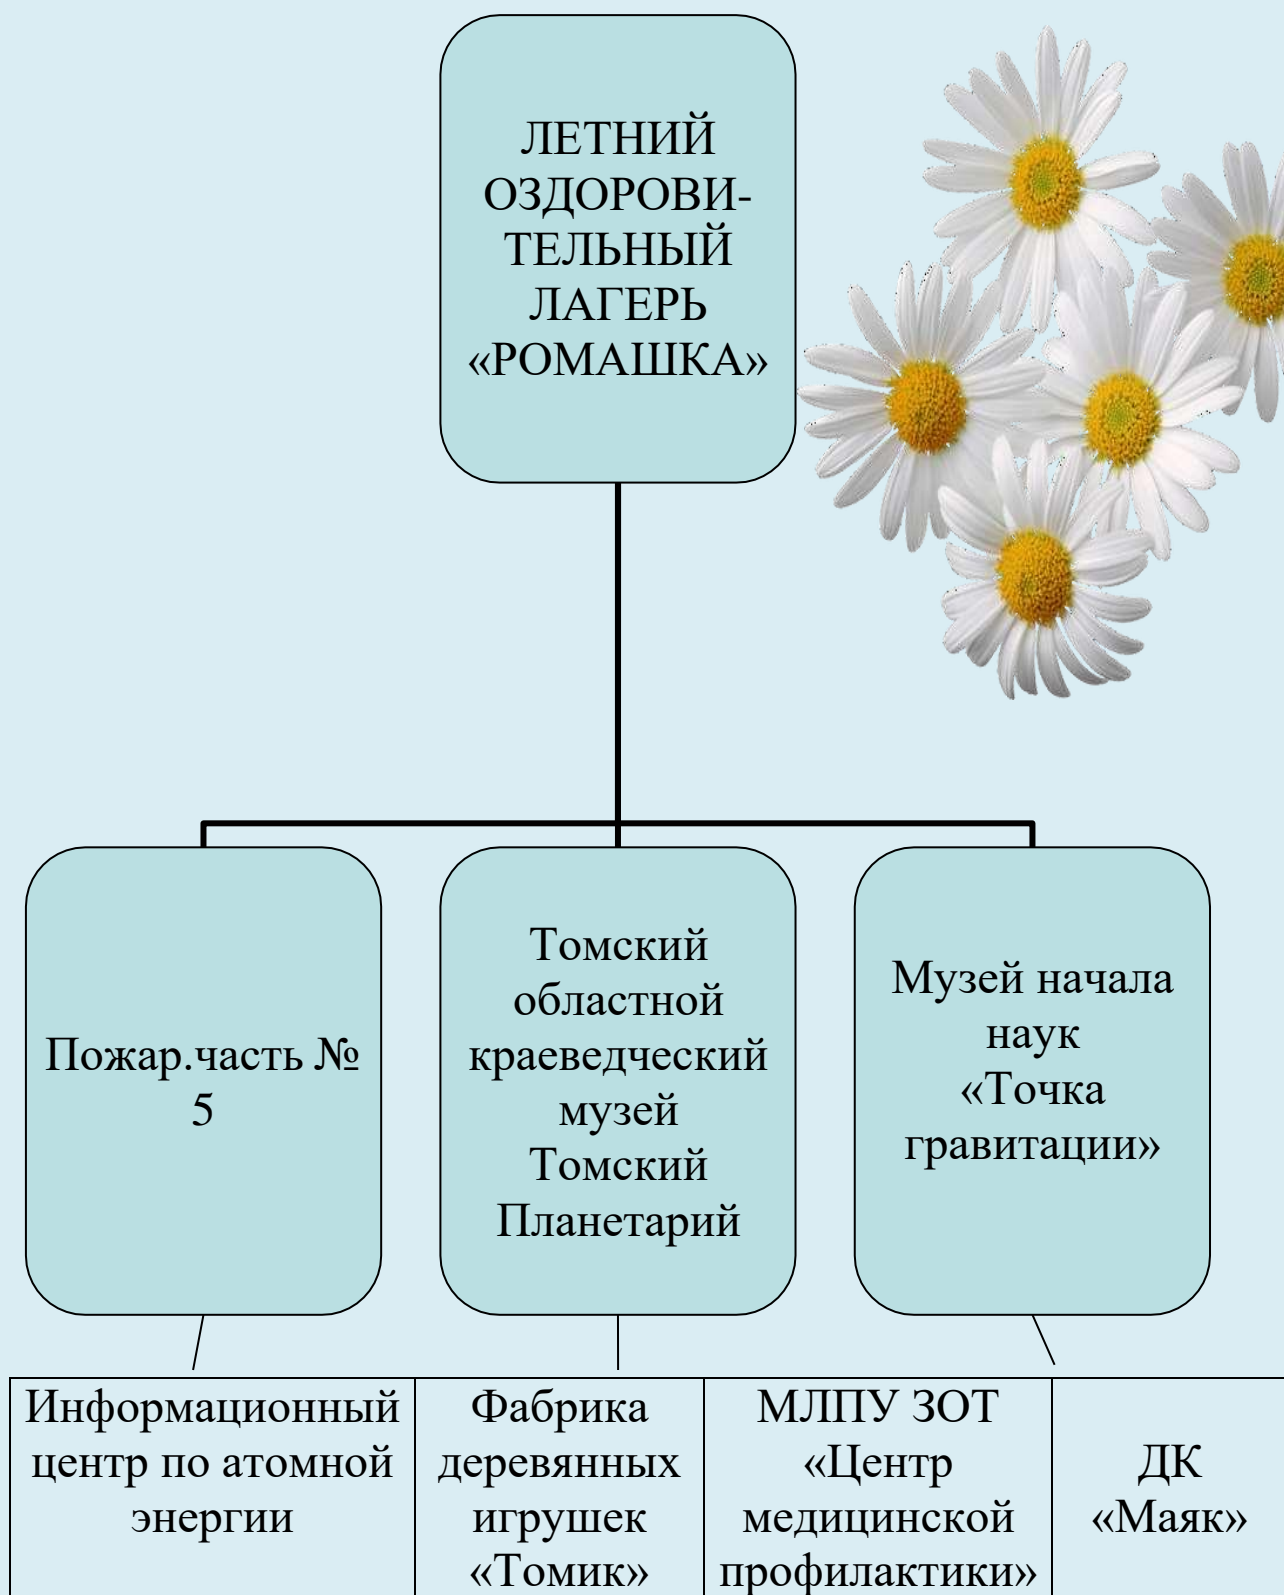 ЛЕТНИЙ
ОЗДОРОВИ-
ТЕЛЬНЫЙ
ЛАГЕРЬ
«РОМАШКА»
Пожар.часть №
5
Томский
областной
краеведческий
музей
Томский
Планетарий
Музей начала
наук
«Точка
гравитации»
Информационный
центр по атомной
энергии
Фабрика
деревянных
игрушек
«Томик»
МЛПУ ЗОТ
«Центр
медицинской
профилактики»
ДК
«Маяк»